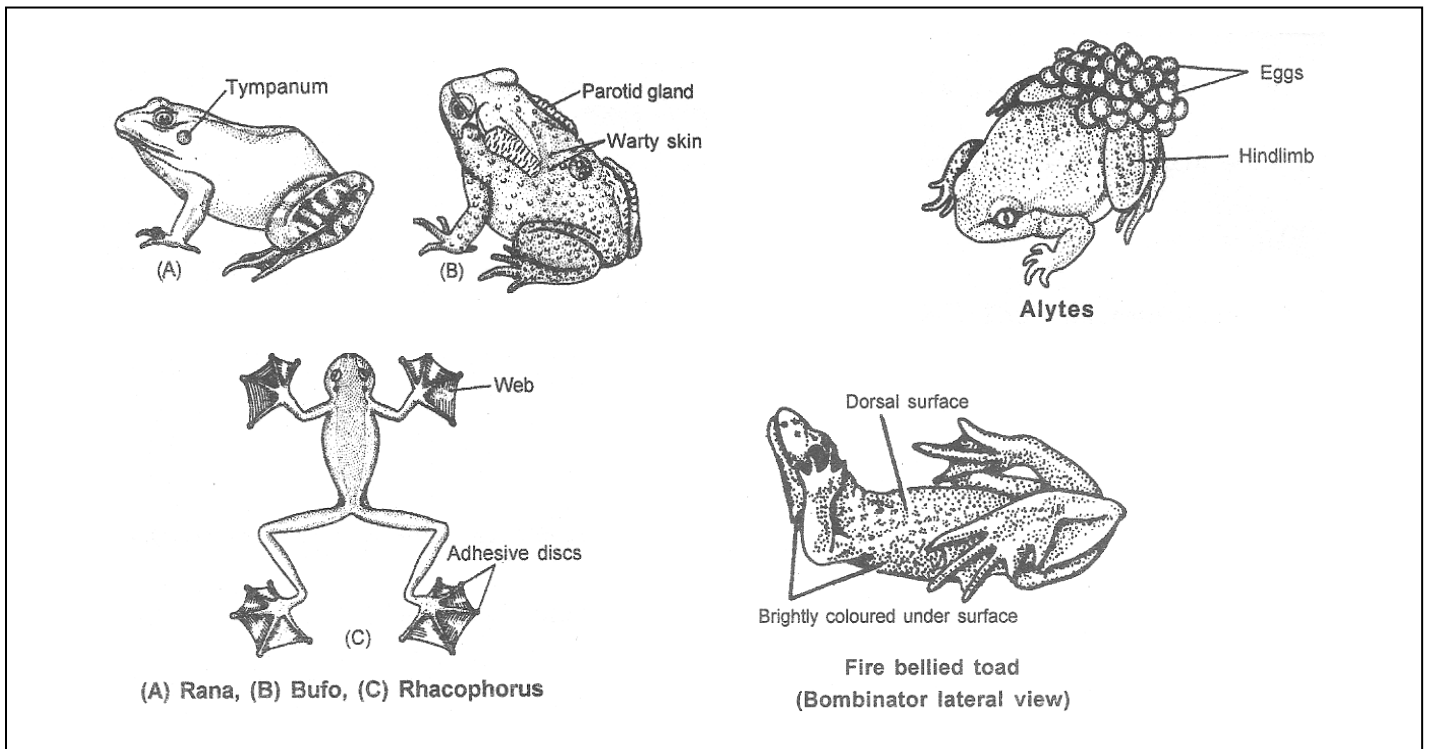 Tympanum
(A)
Parotid gland
Warty skin
(B)
Eggs
Hindlimb
Alytes
Web
Adhesive discs
(C)
(A) Rana, (B) Bufo, (C) Rhacophorus
Dorsal surface
Brightly coloured under surface
Fire bellied toad
(Bombinator lateral view)